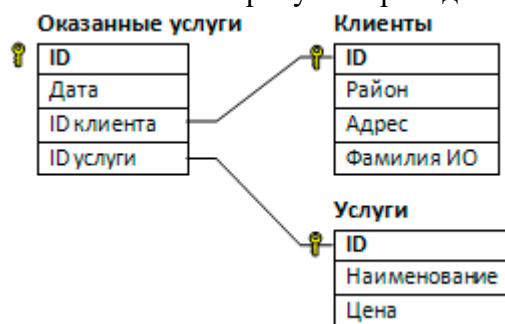 Оказанные услуги
ID
Дата
ID клиента
ID услуги
Клиенты
ID
Район
Адрес
Фамилия ИО
Услуги
ID
Наименование
Цена